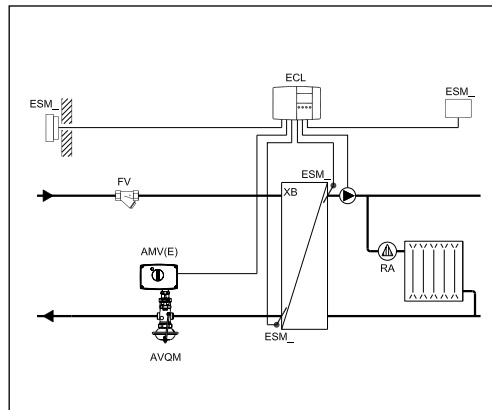 ECL
ESM_
ESM_
FV
ESM_
XB
AMV(E)
RA
ESM_
AVQM